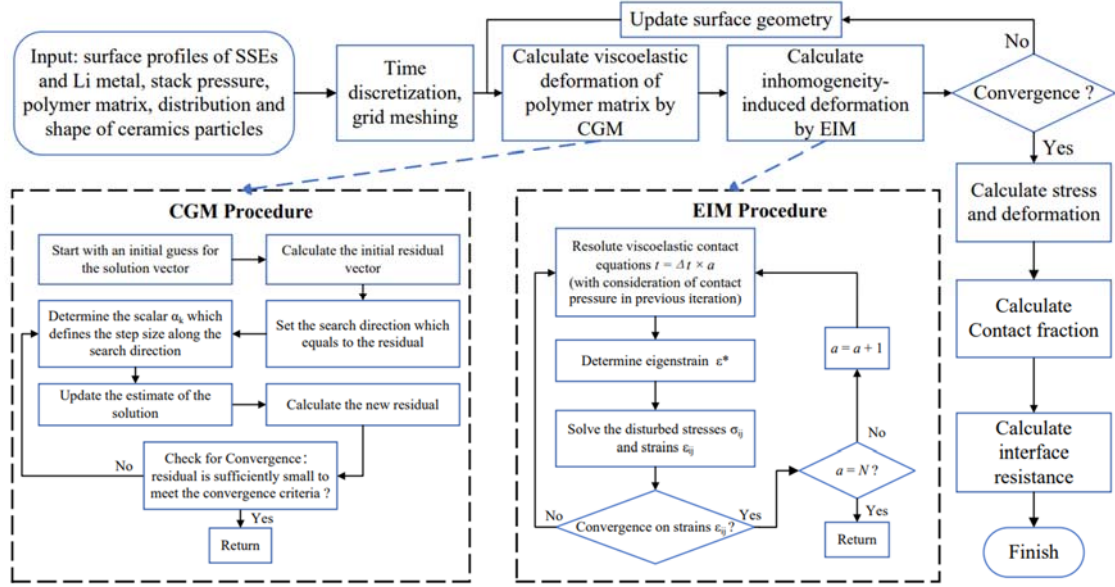 Update surface geometry
Input: surface profiles of SSEs
and Li metal, stack pressure,
polymer matrix, distribution and
shape of ceramics particles
Time
discretization,
grid meshing
Calculate viscoelastic
deformation of
polymer matrix by
CGM
Calculate
inhomogeneity-
induced deformation
by EIM
No
Convergence ?
Yes
Calculate stress
and deformation
Calculate
Contact fraction
Calculate
interface
resistance
Finish
CGM Procedure
Start with an initial guess for
the solution vector
Calculate the initial residual
vector
Determine the scalar αk which
defines the step size along the
search direction
Set the search direction which
equals to the residual
Update the estimate of the
solution
Calculate the new residual
No
Check for Convergence:
residual is sufficiently small to
meet the convergence criteria ?
Yes
Return
EIM Procedure
Resolute viscoelastic contact
equations t = Δt × a
(with consideration of contact
pressure in previous iteration)
Determine eigenstrain ε*
Solve the disturbed stresses σij
and strains εij
No
Convergence on strains εij?
Yes
a = a + 1
No
a = N ?
Yes
Return